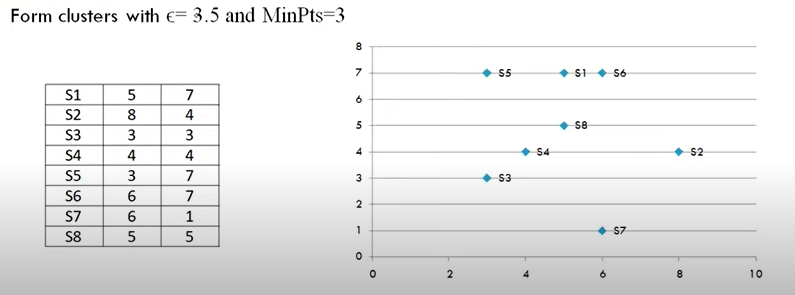 Form clusters with ϵ= 3.5 and MinPts=3
S1 5 7
S2 8 4
S3 3 3
S4 4 4
S5 3 7
S6 6 7
S7 6 1
S8 5 5
8
7
6
5
4
3
2
1
0
S5 S1 S6
S8
S4 S2
S3
S7
0 2 4 6 8 10